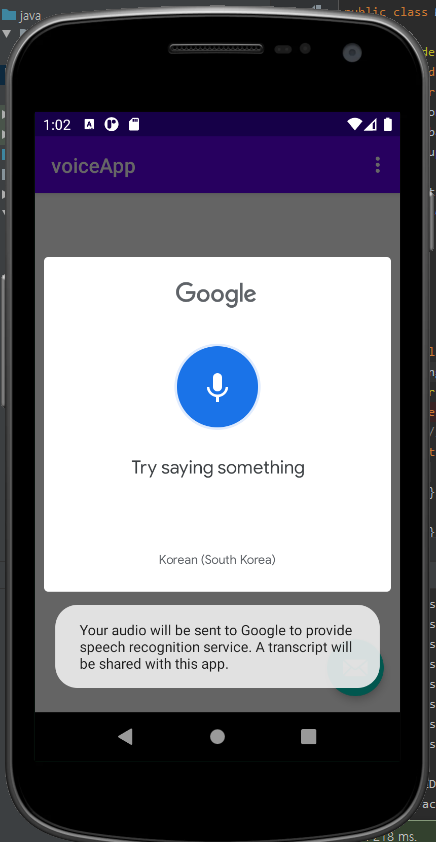 java
public class
1:02
voiceApp
Google
Try saying something
Korean (South Korea)
Your audio will be sent to Google to provide
speech recognition service. A transcript will
be shared with this app.
ms.